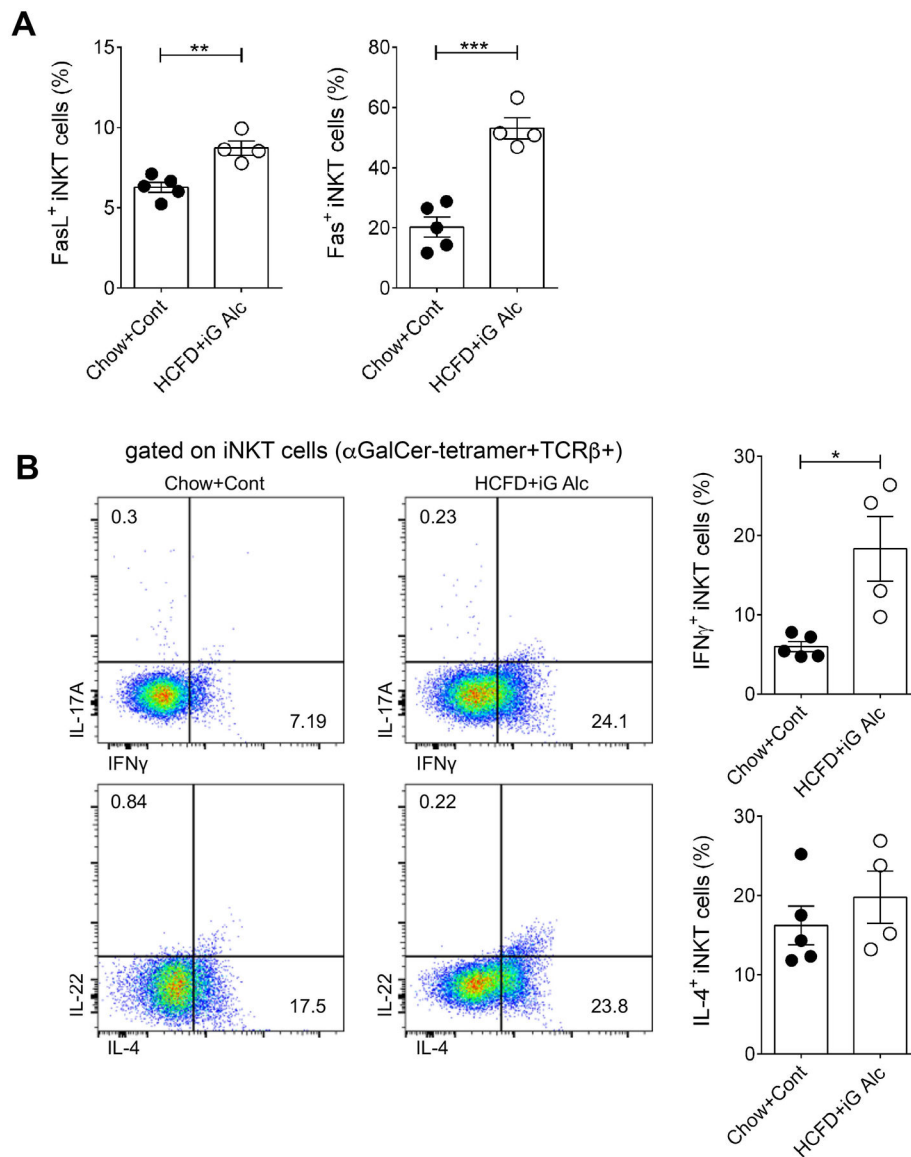 A
FasL+ iNKT cells (%)
15
10
5
0
**
Chow+Cont
HCFD+iG Alc
Fas+ iNKT cells (%)
80
60
40
20
0
***
Chow+Cont
HCFD+iG Alc
B
gated on iNKT cells (αGalCer-tetramer+TCRβ+)
Chow+Cont
HCFD+iG Alc
0.3
7.19
IL-17A
IFNγ
0.23
24.1
IL-17A
IFNγ
IFNγ+ iNKT cells (%)
30
20
10
0
*
Chow+Cont
HCFD+iG Alc
0.84
17.5
IL-22
IL-4
0.22
23.8
IL-22
IL-4
IL-4+ iNKT cells (%)
30
20
10
0
Chow+Cont
HCFD+iG Alc